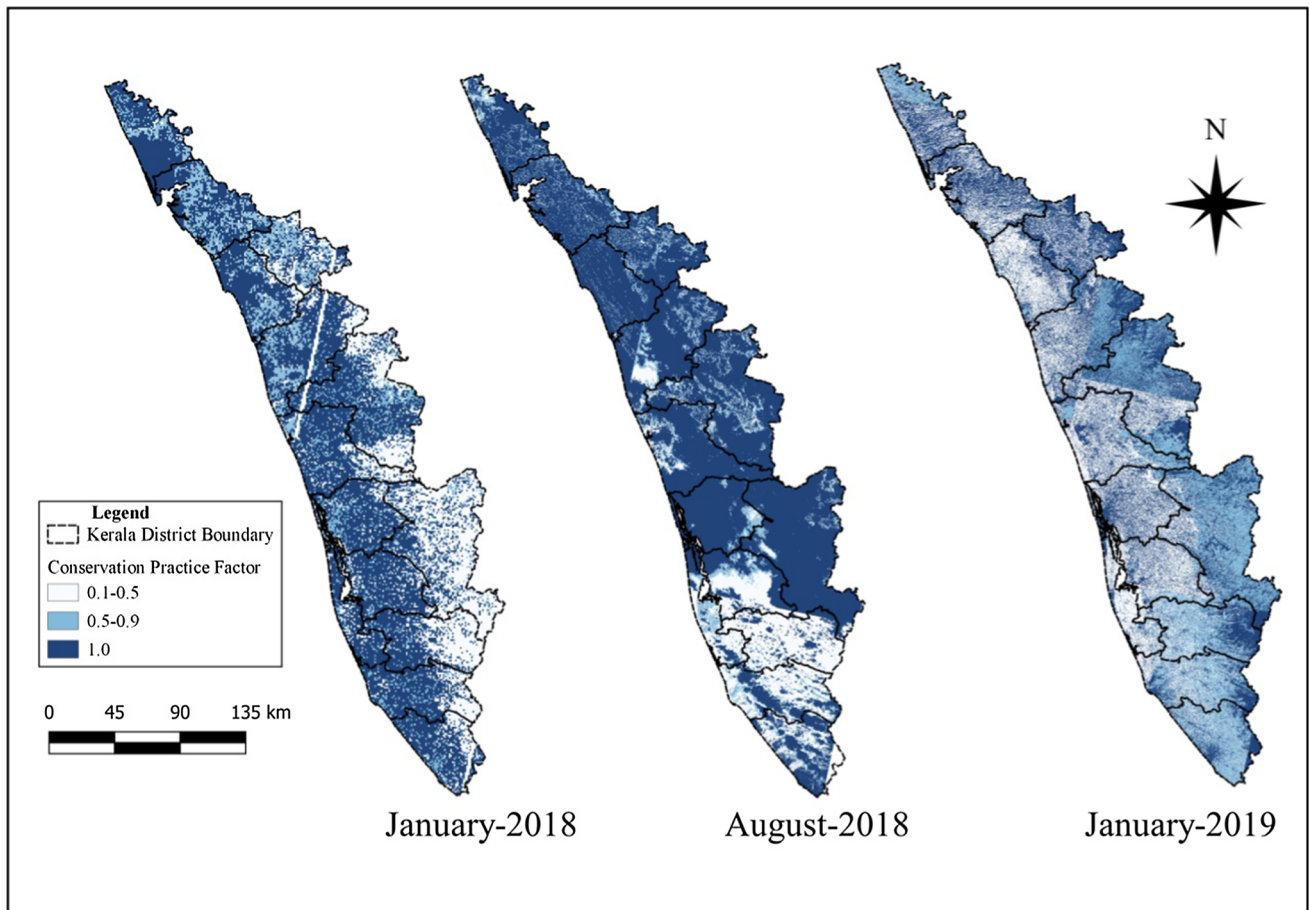 N
Legend
Kerala District Boundary
Conservation Practice Factor
0.1-0.5
0.5-0.9
1.0
0 45 90 135 km
January-2018 August-2018 January-2019